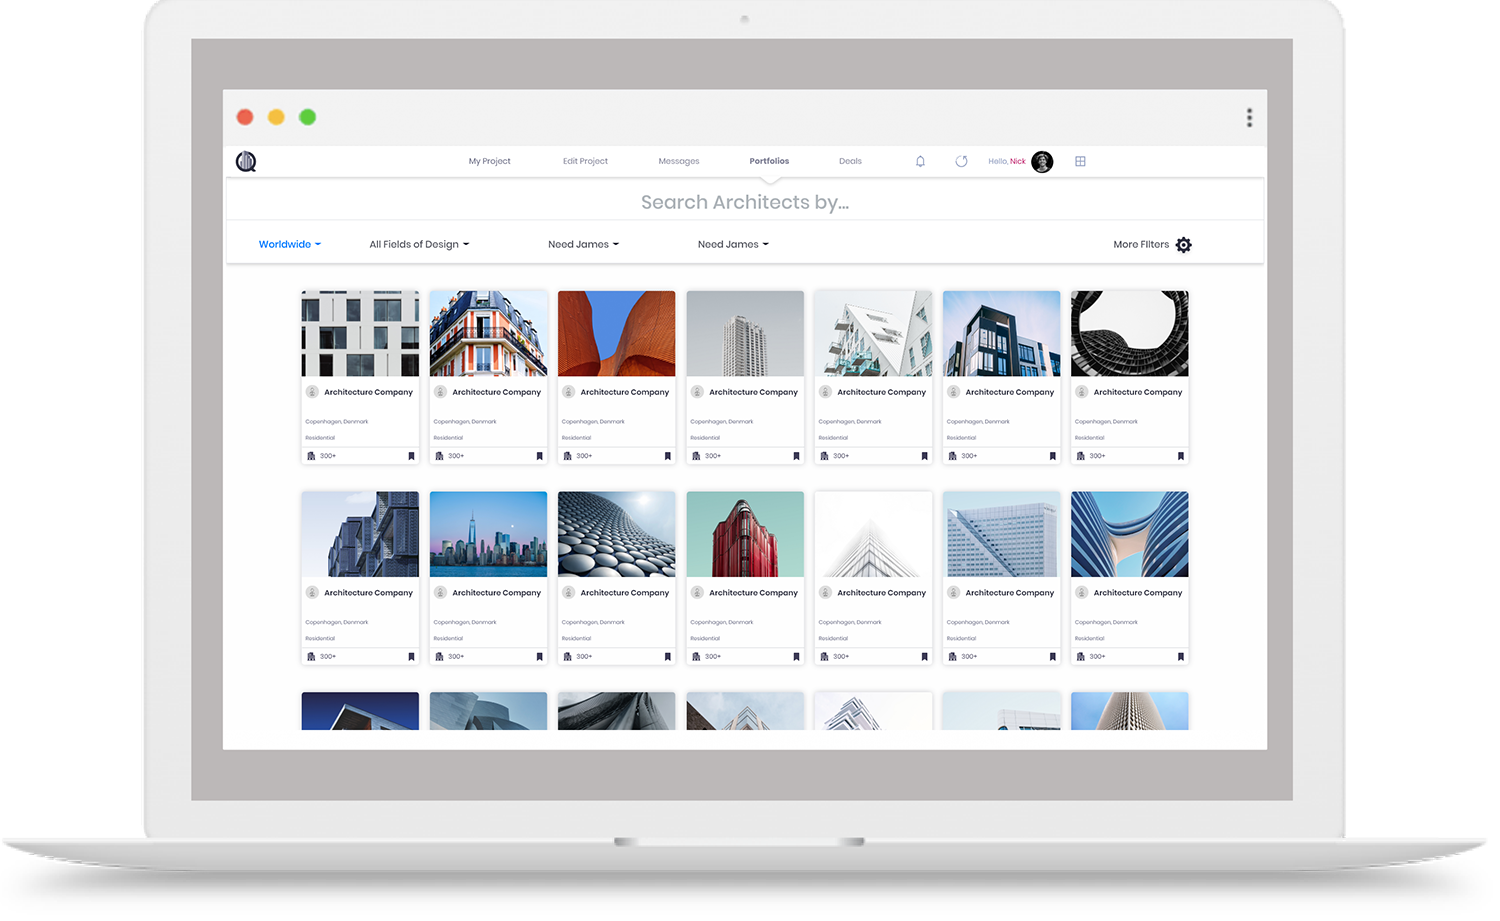 My Project Edit Project Messages Portfolios Deals Hello, Nick
Search Architects by...
Worldwide All Fields of Design Need James Need James More FIlters
Architecture Company Architecture Company Architecture Company Architecture Company Architecture Company Architecture Company Architecture Company
Copenhagen, Denmark Copenhagen, Denmark Copenhagen, Denmark Copenhagen, Denmark Copenhagen, Denmark Copenhagen, Denmark Copenhagen, Denmark
Residential Residential Residential Residential Residential Residential Residential
300+ 300+ 300+ 300+ 300+ 300+ 300+
Architecture Company Architecture Company Architecture Company Architecture Company Architecture Company Architecture Company Architecture Company
Copenhagen, Denmark Copenhagen, Denmark Copenhagen, Denmark Copenhagen, Denmark Copenhagen, Denmark Copenhagen, Denmark Copenhagen, Denmark
Residential Residential Residential Residential Residential Residential Residential
300+ 300+ 300+ 300+ 300+ 300+ 300+